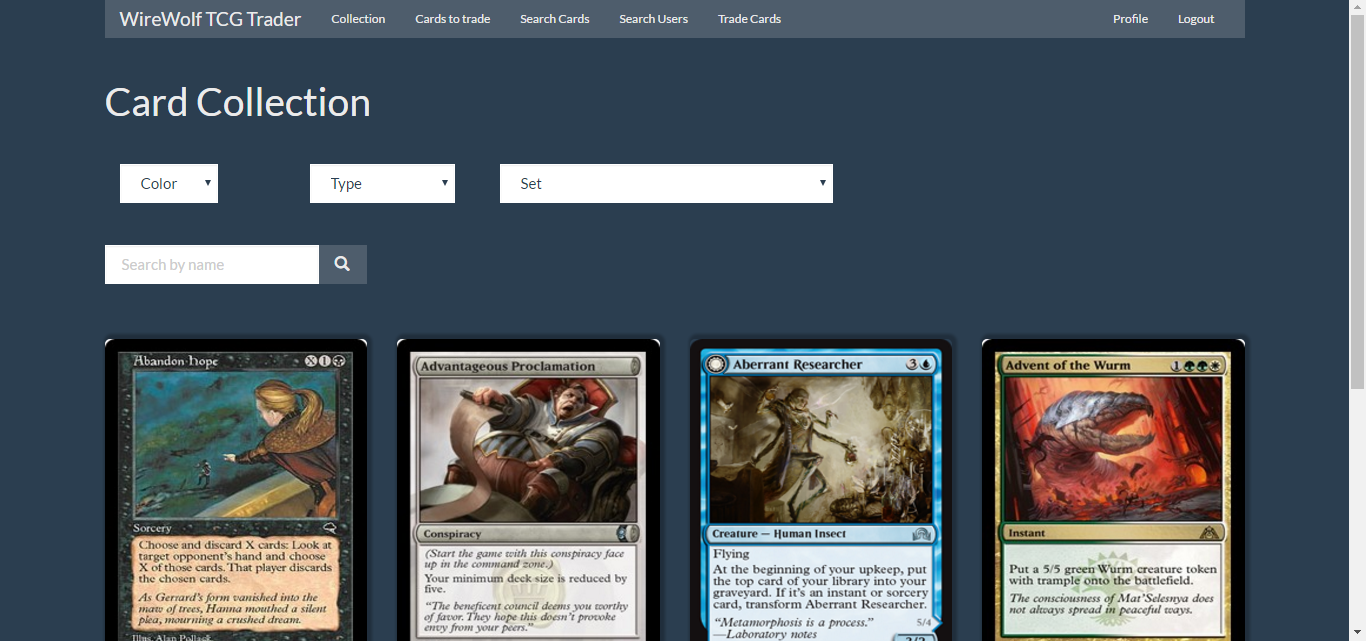 WireWolf TCG Trader Collection Cards to trade Search Cards Search Users Trade Cards Profile Logout
Card Collection
Color Type Set
Search by name
Abandon Hope X 1
Sorcery
Choose and discard X cards: Look at
target opponent's hand and choose
X of those cards. That player discards
the chosen cards.
As Gerrard's form vanished into the
maw of trees, Hanna mouthed a silent
plea, mourning a crushed dream.
Illus. Alan Pollack
Advantageous Proclamation
Conspiracy
(Start the game with this conspiracy face
up in the command zone.)
Your minimum deck size is reduced by
five.
"The beneficent council deems you worthy
of favor. They hope this doesn't provoke
envy from your peers."
Aberrant Researcher 3
Creature — Human Insect
Flying
At the beginning of your upkeep, put
the top card of your library into your
graveyard. If it's an instant or sorcery
card, transform Aberrant Researcher.
"Metamorphosis is a process." 5/4
—Laboratory notes
3/2
Advent of the Wurm 1
Instant
Put a 5/5 green Wurm creature token
with trample onto the battlefield.
The consciousness of Mat'Selesnya does
not always spread in peaceful ways.